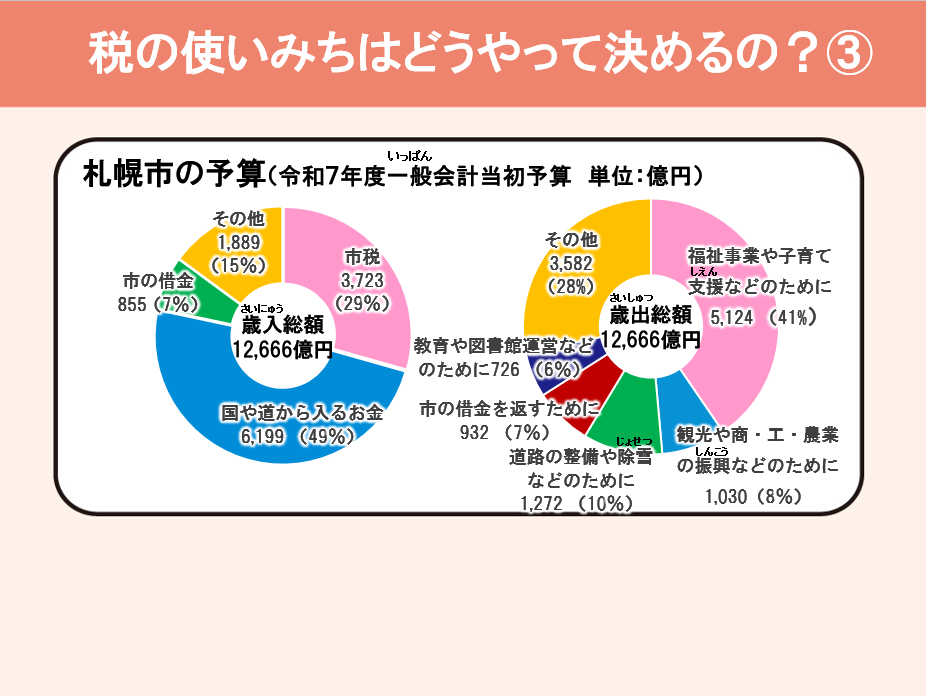 税の使いみちはどうやって決めるの？③
いっぱん
札幌市の予算（令和7年度一般会計当初予算　単位：億円）
その他
1,889
（15%）
市税
3,723
（29%）
市の借金
855（7%）
さいにゅう
歳入総額
12,666億円
国や道から入るお金
6,199 （49%）
その他
3,582
（28%）
福祉事業や子育て
しえん
支援などのために
5,124 （41%）
さいしゅつ
歳出総額
12,666億円
教育や図書館運営など
のために726 （6%）
市の借金を返すために
932 （7%）
じょせつ
道路の整備や除雪
などのために
1,272 （10%）
観光や商・工・農業
しんこう
の振興などのために
1,030（8%）